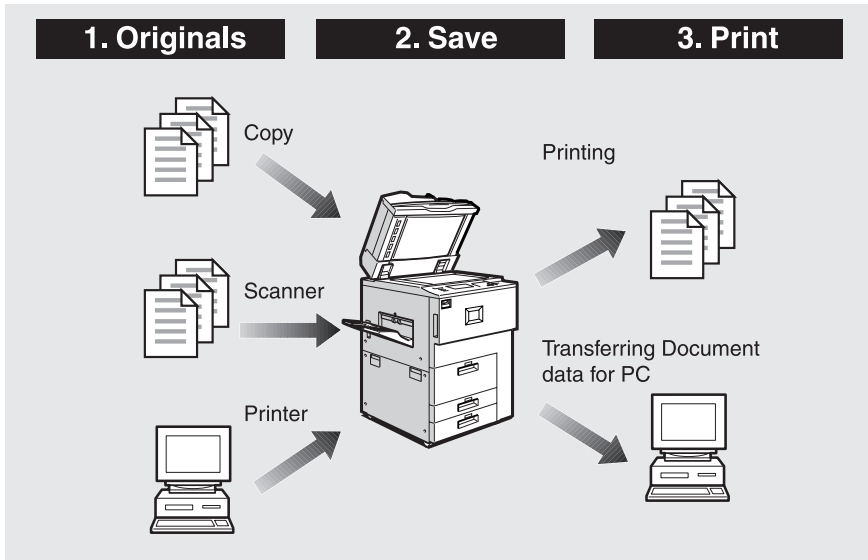 1. Originals
2. Save
3. Print
Copy
Scanner
Printer
Printing
Transferring Document
data for PC